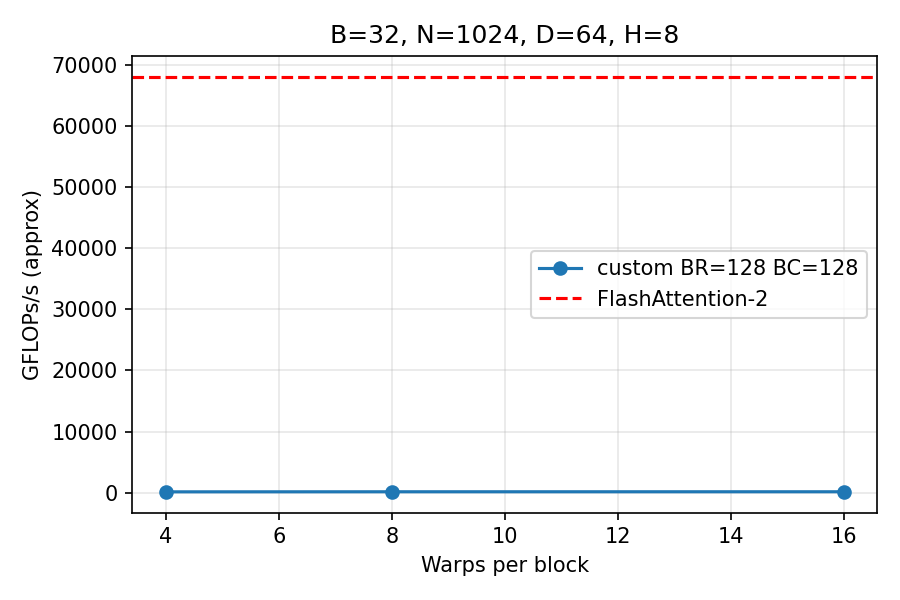 B=32, N=1024, D=64, H=8
GFLOPs/s (approx)
70000
60000
50000
40000
30000
20000
10000
0
custom BR=128 BC=128
FlashAttention-2
4 6 8 10 12 14 16
Warps per block